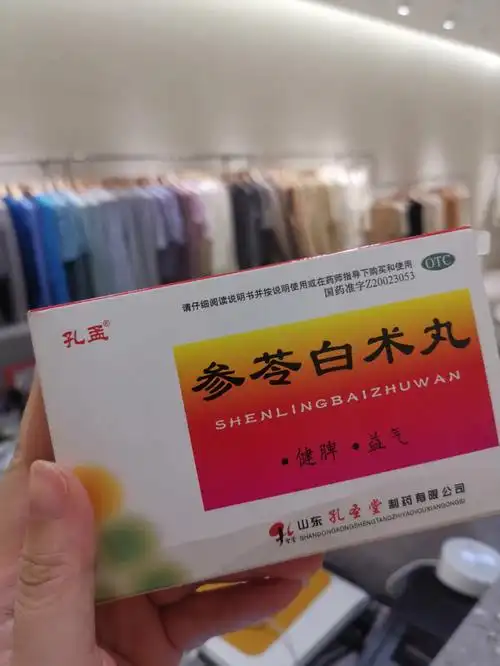 请仔细阅读说明书并按说明使用或在药师指导下购买和使用
OTC
国药准字Z20023053
孔孟®
参苓白术丸
SHENLINGBAIZHUWAN
·健脾 ·益气
山东孔圣堂制药有限公司
SHANDONGKONGSHENGTANGZHIYAOYOUXIANGONGSI